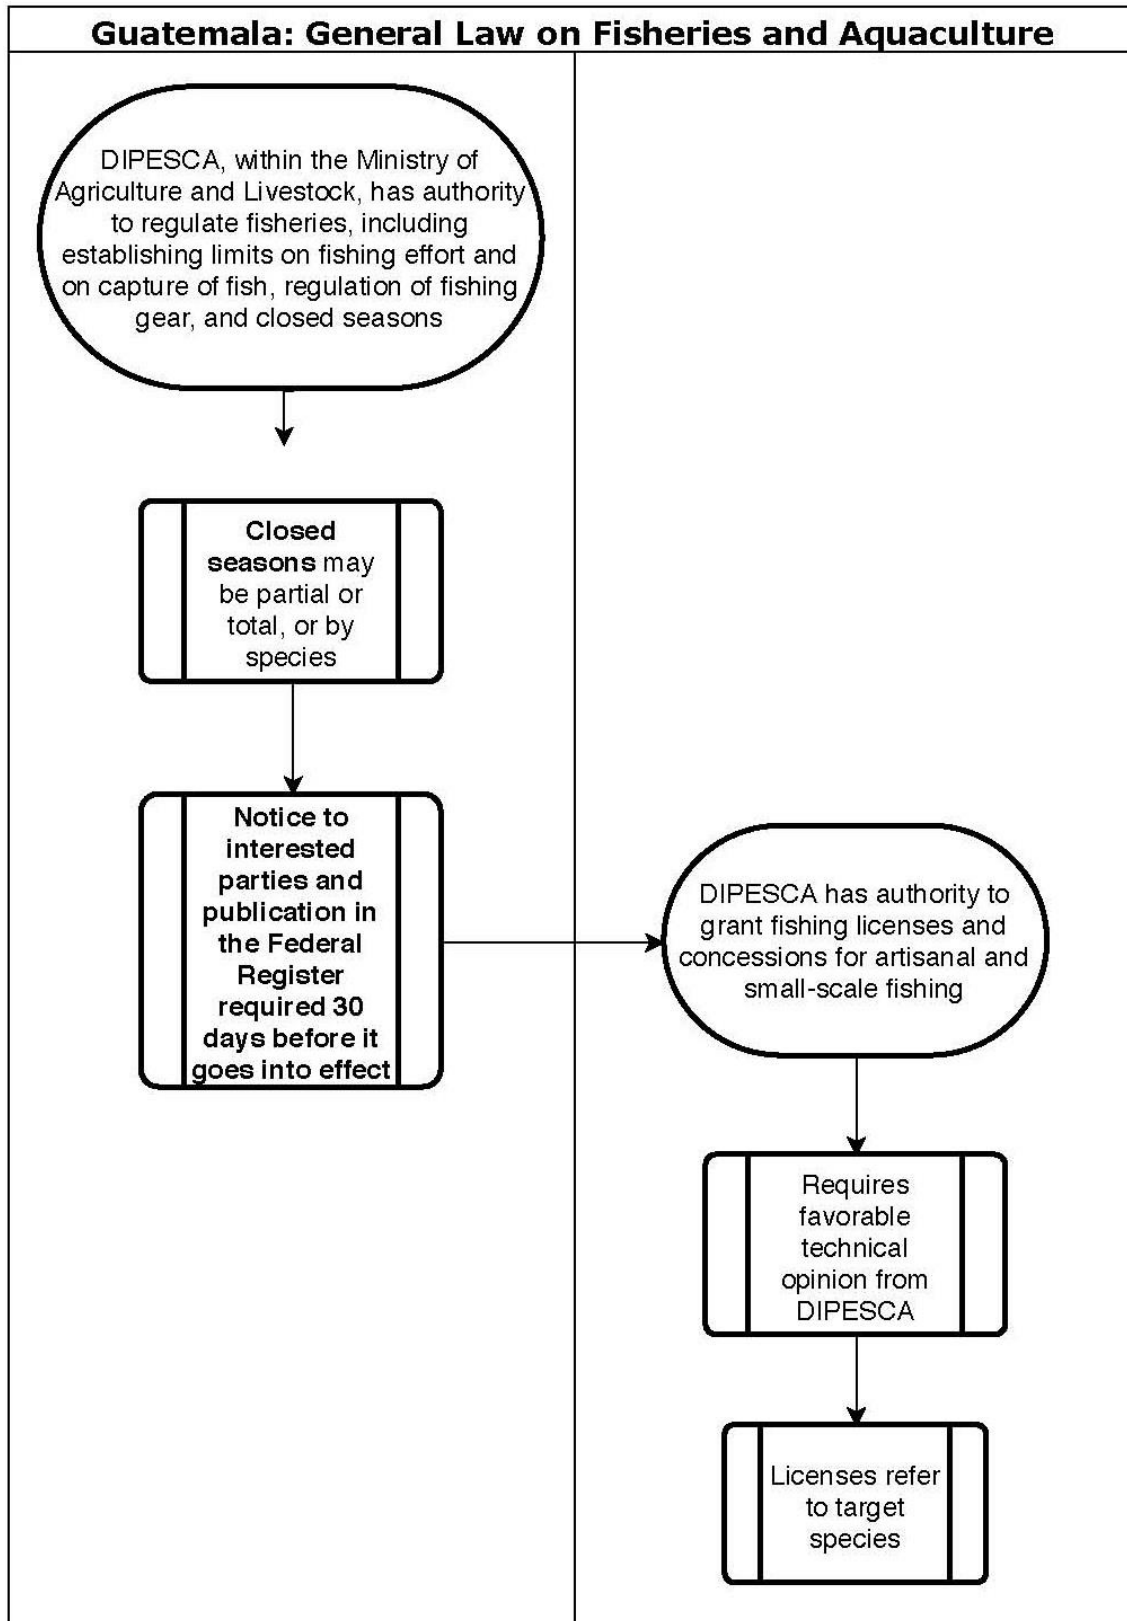 Guatemala: General Law on Fisheries and Aquaculture
DIPESCA, within the Ministry of
Agriculture and Livestock, has authority
to regulate fisheries, including
establishing limits on fishing effort and
on capture of fish, regulation of fishing
gear, and closed seasons
Closed
seasons may
be partial or
total, or by
species
Notice to
interested
parties and
publication in
the Federal
Register
required 30
days before it
goes into effect
DIPESCA has authority to
grant fishing licenses and
concessions for artisanal and
small-scale fishing
Requires
favorable
technical
opinion from
DIPESCA
Licenses refer
to target
species